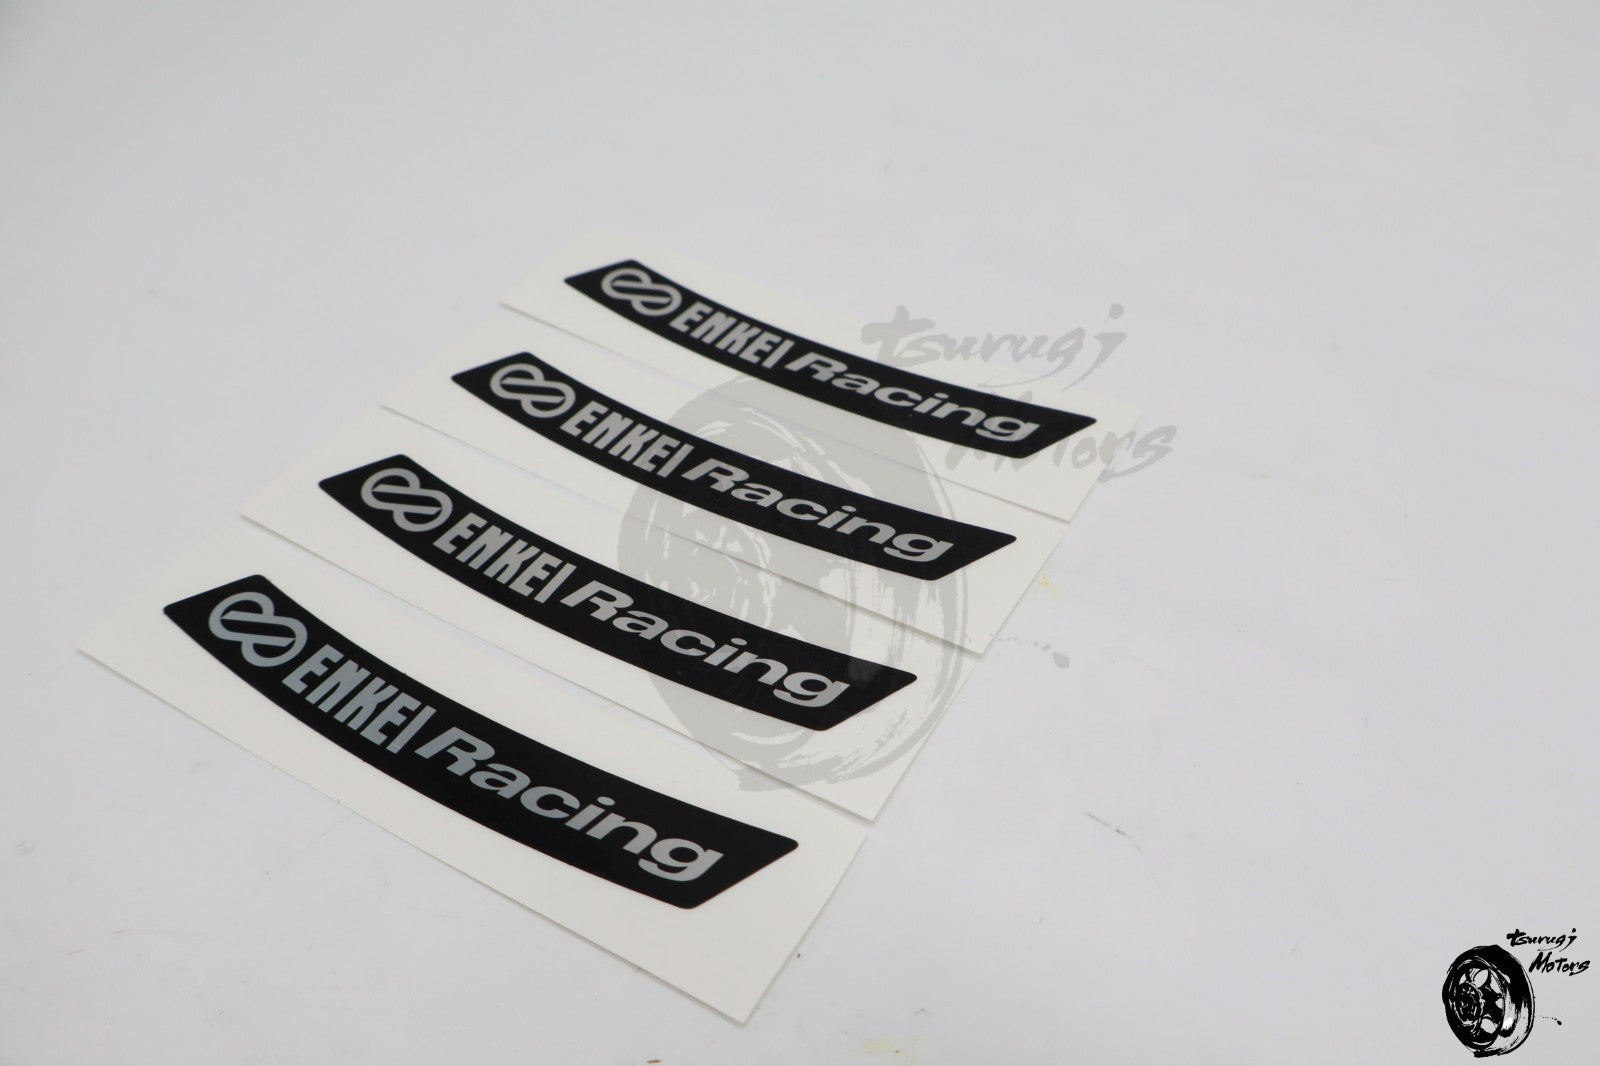 ENKEI Racing
ENKEI Racing
ENKEI Racing
ENKEI Racing
tsurugi
Motors
tsurugi
Motors